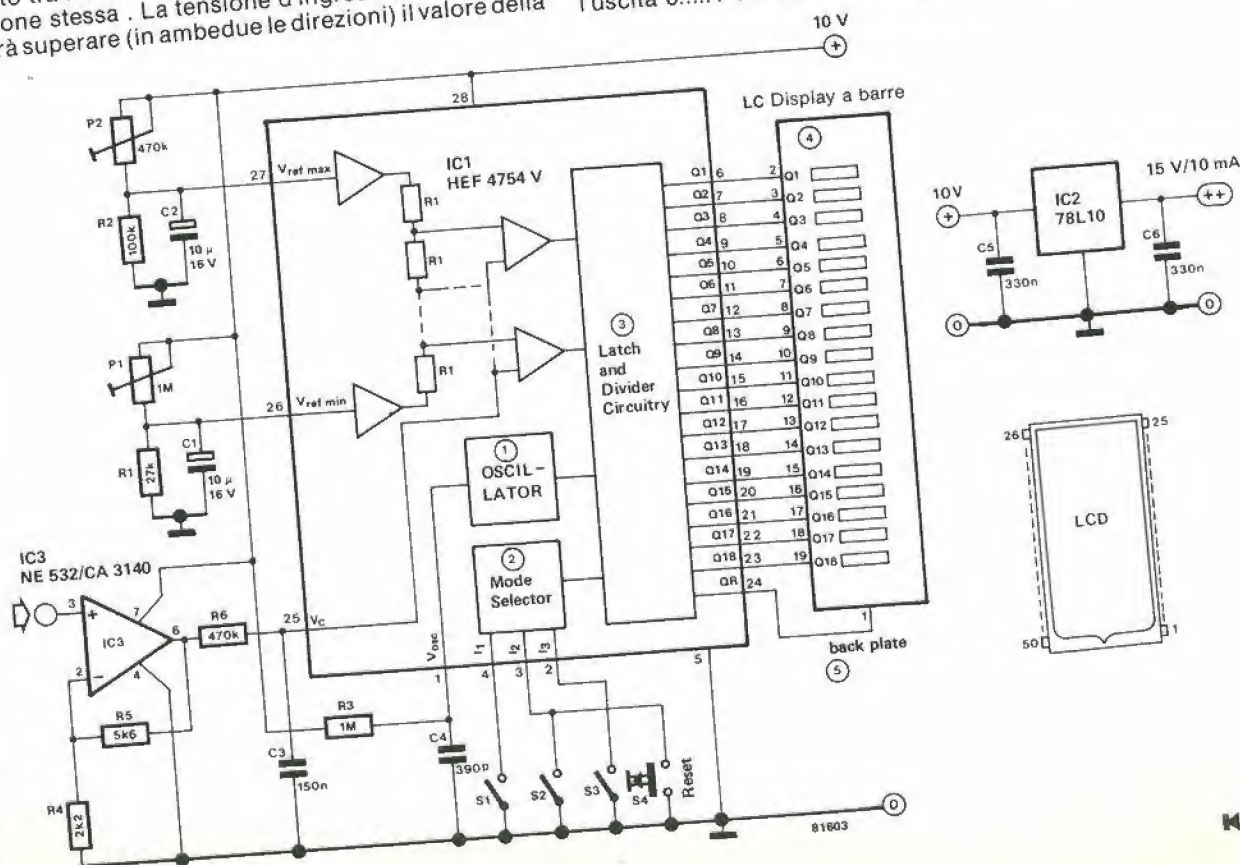 one stessa . La tensione d'ingre
rà superare (in ambedue le direzioni) il valore della
l'uscita
10 V
+
P2
470k
28
LC Display a barre
4
27
Vref max
IC1
HEF 4754 V
R1
R1
R1
R2
100k
C2
10 µ
16 V
P1
1M
26
Vref min
R1
27k
C1
10 µ
16 V
3
Latch
and
Divider
Circuitry
1
OSCIL-
LATOR
2
Mode
Selector
Q1 6 2 Q1
Q2 7 3 Q2
Q3 8 4 Q3
Q4 9 5 Q4
Q5 10 6 Q5
Q6 11 7 Q6
Q7 12 8 Q7
Q8 13 9 Q8
Q9 14 10 Q9
Q10 15 11 Q10
Q11 16 12 Q11
Q12 17 13 Q12
Q13 18 14 Q13
Q14 19 15 Q14
Q15 20 16 Q15
Q16 21 17 Q16
Q17 22 18 Q17
Q18 23 19 Q18
QR 24
1
back plate
5
10 V
+
IC2
78L10
15 V/10 mA
++
C5
330n
C6
330n
0
0
26
25
LCD
50
1
IC3
NE 532/CA 3140
3
+
7
IC3
6
2
−
4
R6
470k
25
VC
R5
5k6
R4
2k2
C3
150n
R3
1M
Vosc
1
C4
390p
I1
4
I2
3
I3
2
5
S1
S2
S3
S4
Reset
0
81603